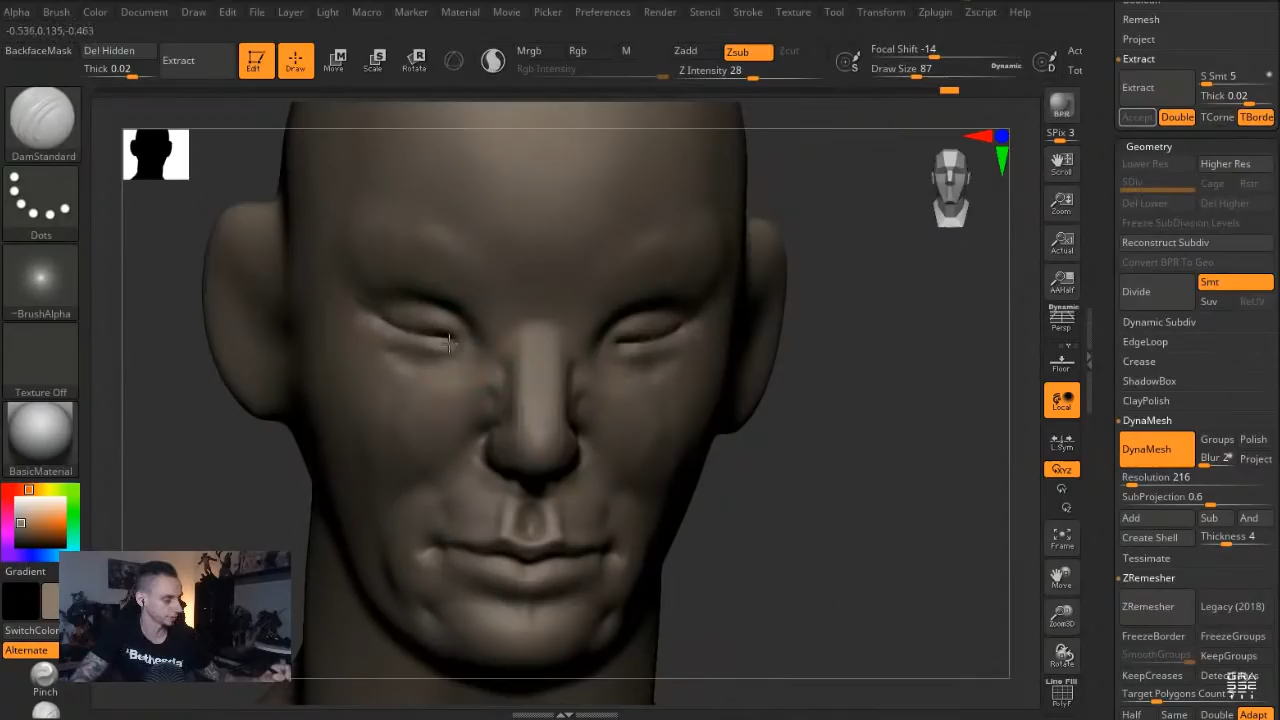 Alpha Brush Color Document Draw Edit File Layer Light Macro Marker Material Movie Picker Preferences Render Stencil Stroke Texture Tool Transform Zplugin Zscript Help
-0.536,0.135,-0.463
BackfaceMask
Del Hidden
Thick 0.02
Extract
Edit
Draw
Move
Scale
Rotate
Mrgb Rgb M
Rgb Intensity
Zadd Zsub Zcut
Z Intensity 28
S
Focal Shift -14
Draw Size 87
Dynamic
D
Act
Tot
DamStandard
Dots
~BrushAlpha
Texture Off
BasicMaterial
Gradient
SwitchColor
Alternate
Pinch
Bethesda
BPR
SPix 3
Scroll
Zoom
Actual
AAHalf
Dynamic
Persp
Floor
Local
L.Sym
XYZ
Y
Z
Frame
Move
Zoom3D
Rotate
Line Fill
PolyF
Remesh
Project
Extract
Extract
S Smt 5
Thick 0.02
Accept Double TCorne TBorde
Geometry
Lower Res Higher Res
SDiv Cage Rstr
Del Lower Del Higher
Freeze SubDivision Levels
Reconstruct Subdiv
Convert BPR To Geo
Divide
Smt
Suv ReUV
Dynamic Subdiv
EdgeLoop
Crease
ShadowBox
ClayPolish
DynaMesh
DynaMesh
Groups Polish
Blur 2 Project
Resolution 216
SubProjection 0.6
Add Sub And
Create Shell Thickness 4
Tessimate
ZRemesher
ZRemesher Legacy (2018)
FreezeBorder FreezeGroups
SmoothGroups KeepGroups
KeepCreases
Target Polygons Count
Half Same Double Adapt